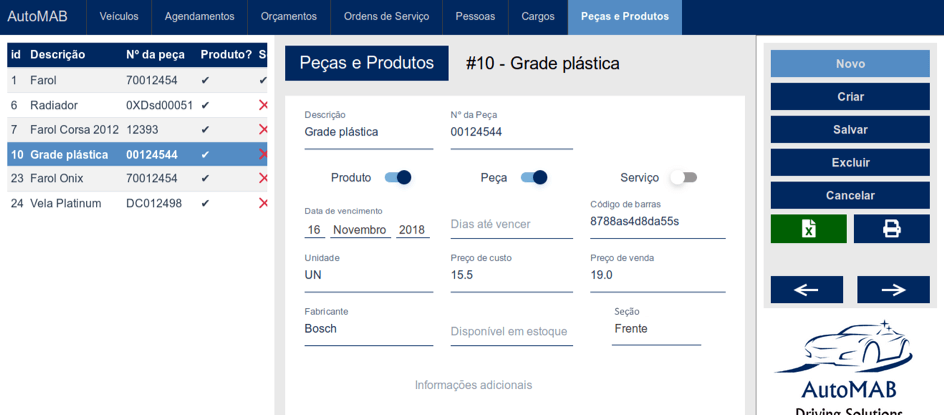 AutoMAB Veículos Agendamentos Orçamentos Ordens de Serviço Pessoas Cargos Peças e Produtos
id Descrição Nº da peça Produto? S
1 Farol 70012454 ✔ ✔
6 Radiador 0XDsd00051 ✔ ✕
7 Farol Corsa 2012 12393 ✔ ✕
10 Grade plástica 00124544 ✔ ✕
23 Farol Onix 70012454 ✔ ✕
24 Vela Platinum DC012498 ✔ ✕
Peças e Produtos #10 - Grade plástica
Descrição Nº da Peça
Grade plástica 00124544
Produto Peça Serviço
Data de vencimento Dias até vencer Código de barras
16 Novembro 2018 8788as4d8da55s
Unidade Preço de custo Preço de venda
UN 15.5 19.0
Fabricante Disponível em estoque Seção
Bosch Frente
Informações adicionais
Novo
Criar
Salvar
Excluir
Cancelar
AutoMAB
Driving Solutions